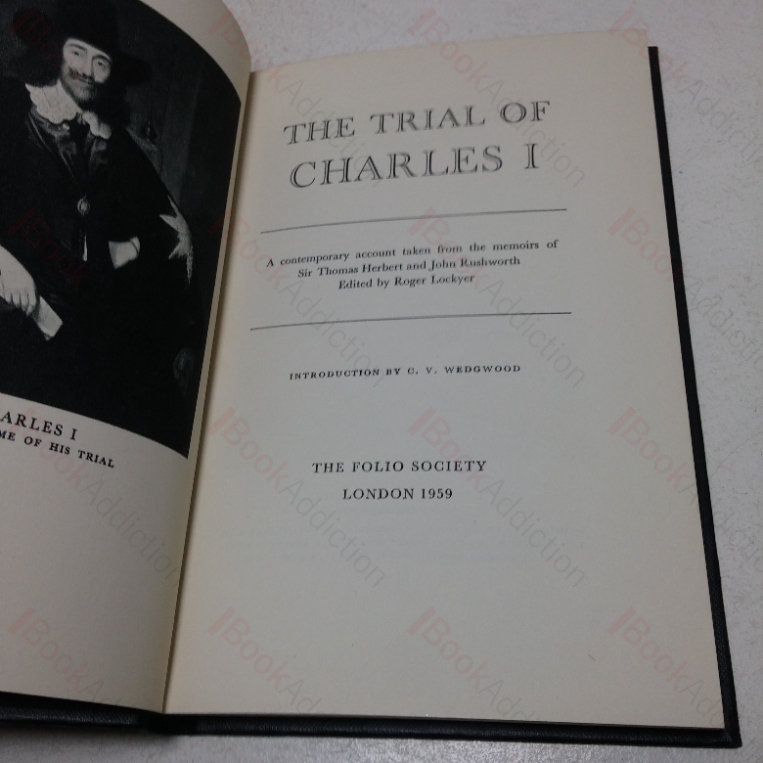 ARLES I
ME OF HIS TRIAL
THE TRIAL OF
CHARLES I
A contemporary account taken from the memoirs of
Sir Thomas Herbert and John Rushworth
Edited by Roger Lockyer
INTRODUCTION BY C. V. WEDGWOOD
THE FOLIO SOCIETY
LONDON 1959
BookAddiction